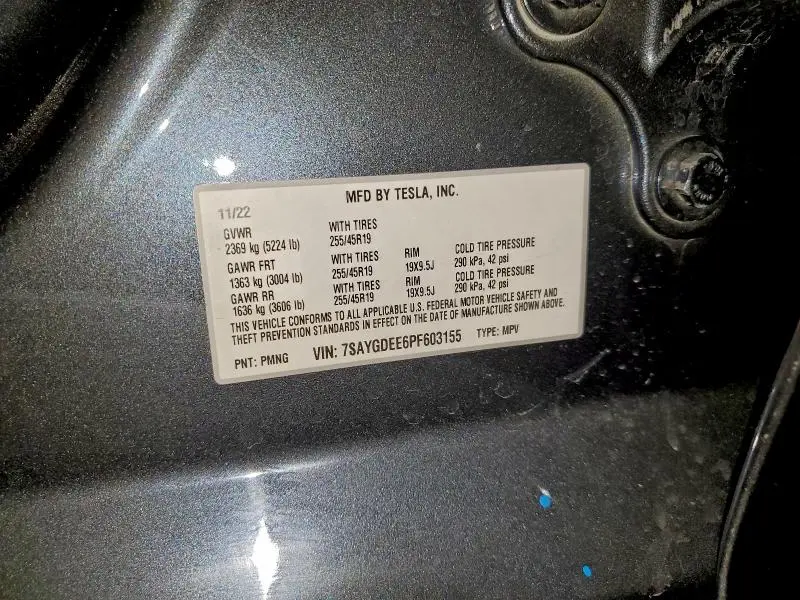 MFD BY TESLA, INC.
11/22
GVWR WITH TIRES
2369 kg (5224 lb) 255/45R19
GAWR FRT WITH TIRES RIM COLD TIRE PRESSURE
1363 kg (3004 lb) 255/45R19 19X9.5J 290 kPa, 42 psi
GAWR RR WITH TIRES RIM COLD TIRE PRESSURE
1636 kg (3606 lb) 255/45R19 19X9.5J 290 kPa, 42 psi
THIS VEHICLE CONFORMS TO ALL APPLICABLE U.S. FEDERAL MOTOR VEHICLE SAFETY AND
THEFT PREVENTION STANDARDS IN EFFECT ON THE DATE OF MANUFACTURE SHOWN ABOVE.
PNT: PMNG VIN: 7SAYGDEE6PF603155 TYPE: MPV